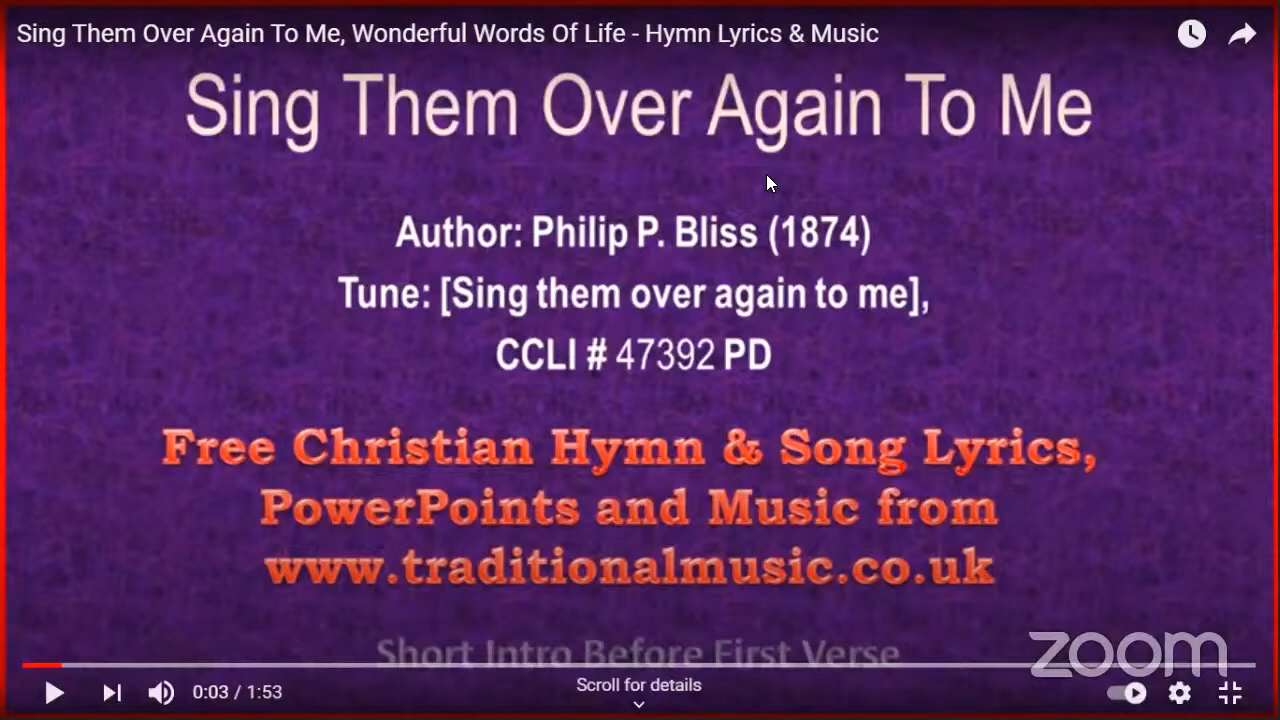 Sing Them Over Again To Me, Wonderful Words Of Life - Hymn Lyrics & Music
Sing Them Over Again To Me
Author: Philip P. Bliss (1874)
Tune: [Sing them over again to me],
CCLI # 47392 PD
Free Christian Hymn & Song Lyrics,
PowerPoints and Music from
www.traditionalmusic.co.uk
Short Intro Before First Verse
zoom
0:03 / 1:53
Scroll for details